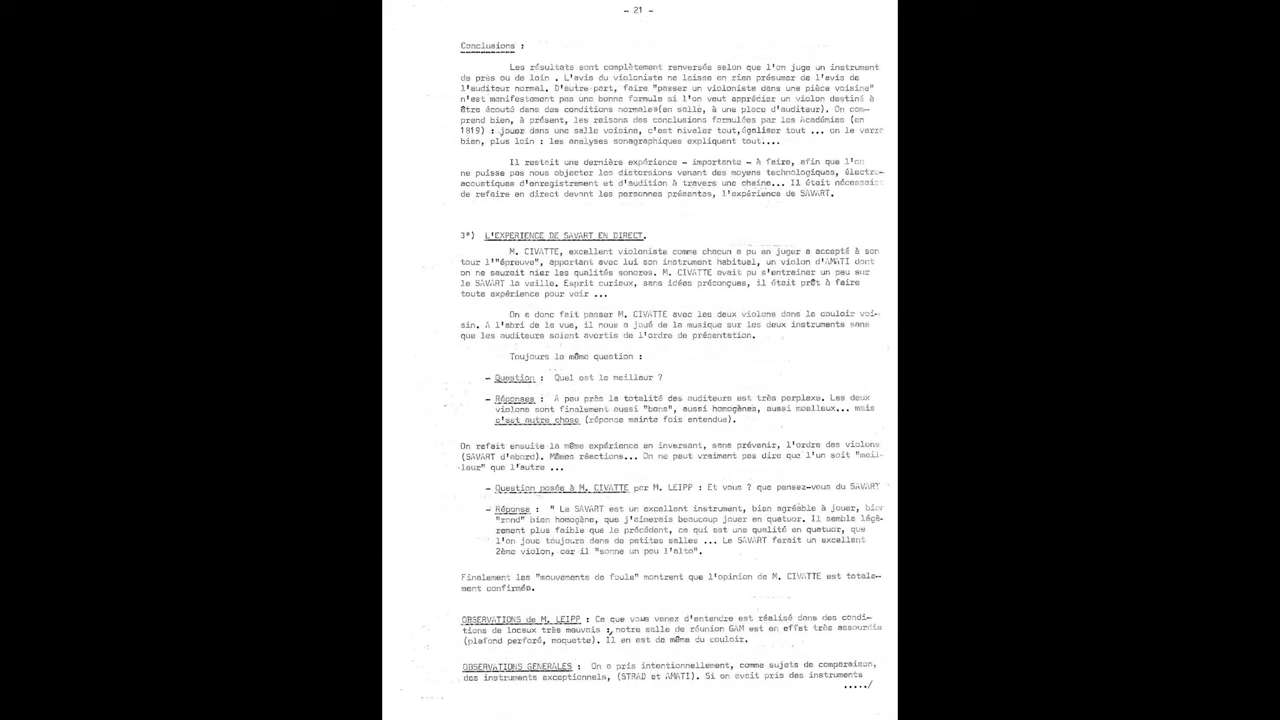 - 21 -
Conclusions :
Les résultats sont complètement renversés selon que l'on juge un instrument
de près ou de loin . L'avis du violoniste ne laisse en rien présumer de l'avis de
l'auditeur normal. D'autre-part, faire "passer un violoniste dans une pièce voisine"
n'est manifestement pas une bonne formule si l'on veut apprécier un violon destiné à
être écouté dans des conditions normales(en salle, à une place d'auditeur). On com-
prend bien, à présent, les raisons des conclusions formulées par les Académies (en
1819) : jouer dans une salle voisine, c'est niveler tout,égaliser tout ... on le verra
bien, plus loin : les analyses sonagraphiques expliquent tout....
Il restait une dernière expérience - importante - à faire, afin que l'on
ne puisse pas nous objecter les distorsions venant des moyens technologiques, électro-
acoustiques d'enregistrement et d'audition à travers une chaine... Il était nécessaire
de refaire en direct devant les personnes présentes, l'expérience de SAVART.
3°) L'EXPERIENCE DE SAVART EN DIRECT.
M. CIVATTE, excellent violoniste comme chacun a pu en juger a accepté à son
tour l'"épreuve", apportant avec lui son instrument habituel, un violon d'AMATI dont
on ne saurait nier les qualités sonores. M. CIVATTE avait pu s'entrainer un peu sur
le SAVART la veille. Esprit curieux, sans idées préconçues, il était prêt à faire
toute expérience pour voir ...
On a donc fait passer M. CIVATTE avec les deux violons dans le couloir voi-
sin. A l'abri de la vue, il nous a joué de la musique sur les deux instruments sans
que les auditeurs soient avertis de l'ordre de présentation.
Toujours la même question :
- Question : Quel est le meilleur ?
- Réponses : A peu près la totalité des auditeurs est très perplexe. Les deux
violons sont finalement aussi "bons", aussi homogènes, aussi moelleux... mais
c'est autre chose (réponse mainte fois entendue).
On refait ensuite la même expérience en inversant, sans prévenir, l'ordre des violons
(SAVART d'abord). Mêmes réactions... On ne peut vraiment pas dire que l'un soit "meil-
leur" que l'autre ...
- Question posée à M. CIVATTE par M. LEIPP : Et vous ? que pensez-vous du SAVART
- Réponse : " Le SAVART est un excellent instrument, bien agréable à jouer, bien
"rond" bien homogène, que j'aimerais beaucoup jouer en quatuor. Il semble légè-
rement plus faible que le précédent, ce qui est une qualité en quatuor, que
l'on joue toujours dans de petites salles ... Le SAVART ferait un excellent
2ème violon, car il "sonne un peu l'alto".
Finalement les "mouvements de foule" montrent que l'opinion de M. CIVATTE est totale-
ment confirmée.
OBSERVATIONS de M. LEIPP : Ce que vous venez d'entendre est réalisé dans des condi-
tions de locaux très mauvais : notre salle de réunion GAM est en effet très assourdie
(plafond perforé, moquette). Il en est de même du couloir.
OBSERVATIONS GENERALES : On a pris intentionnellement, comme sujets de comparaison,
des instruments exceptionnels, (STRAD et AMATI). Si on avait pris des instruments
...../